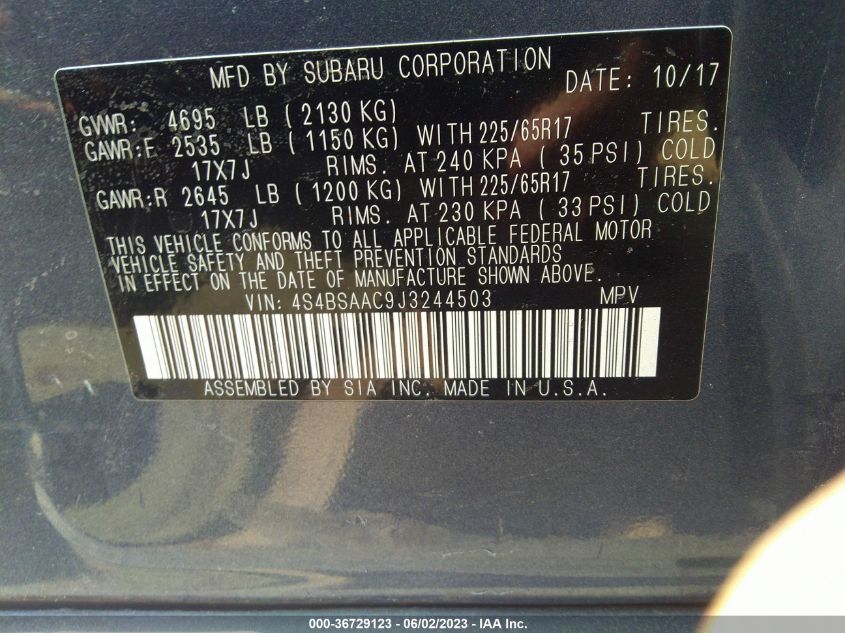 MFD BY SUBARU CORPORATION DATE: 10/17
GVWR: 4695 LB (2130 KG)
GAWR:F 2535 LB (1150 KG) WITH 225/65R17 TIRES.
17X7J RIMS. AT 240 KPA (35 PSI) COLD
GAWR:R 2645 LB (1200 KG) WITH 225/65R17 TIRES.
17X7J RIMS. AT 230 KPA (33 PSI) COLD
THIS VEHICLE CONFORMS TO ALL APPLICABLE FEDERAL MOTOR
VEHICLE SAFETY AND THEFT PREVENTION STANDARDS
IN EFFECT ON THE DATE OF MANUFACTURE SHOWN ABOVE.
VIN: 4S4BSAAC9J3244503 MPV
ASSEMBLED BY SIA INC. MADE IN U.S.A.
000-36729123 - 06/02/2023 - IAA Inc.